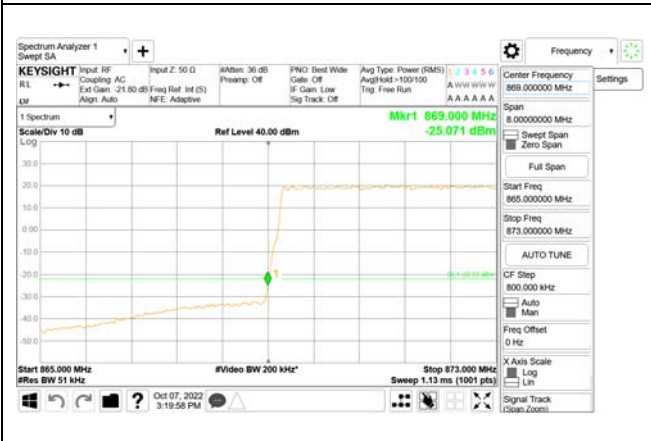 Spectrum Analyzer 1
Swept SA
Frequency
KEYSIGHT
RL
Input: RF
Coupling: AC
Ext Gain: -21.80 dB
Align: Auto
Input Z: 50 Ω
Freq Ref: Int (S)
NFE: Adaptive
#Atten: 36 dB
Preamp: Off
PNO: Best Wide
Gate: Off
IF Gain: Low
Sig Track: Off
Avg Type: Power (RMS)
Avg|Hold:>100/100
Trig: Free Run
1 2 3 4 5 6
A W W W W W
A A A A A A
1 Spectrum
Scale/Div 10 dB
Ref Level 40.00 dBm
Mkr1 869.000 MHz
-25.071 dBm
Log
30.0
20.0
10.0
0.00
-10.0
-20.0
-30.0
-40.0
-50.0
1
Start 865.000 MHz
#Res BW 51 kHz
#Video BW 200 kHz*
Stop 873.000 MHz
Sweep 1.13 ms (1001 pts)
Oct 07, 2022
3:19:58 PM
Center Frequency
869.000000 MHz
Settings
Span
8.00000000 MHz
Swept Span
Zero Span
Full Span
Start Freq
865.000000 MHz
Stop Freq
873.000000 MHz
AUTO TUNE
CF Step
800.000 kHz
Auto
Man
Freq Offset
0 Hz
X Axis Scale
Log
Lin
Signal Track
(Span Zoom)